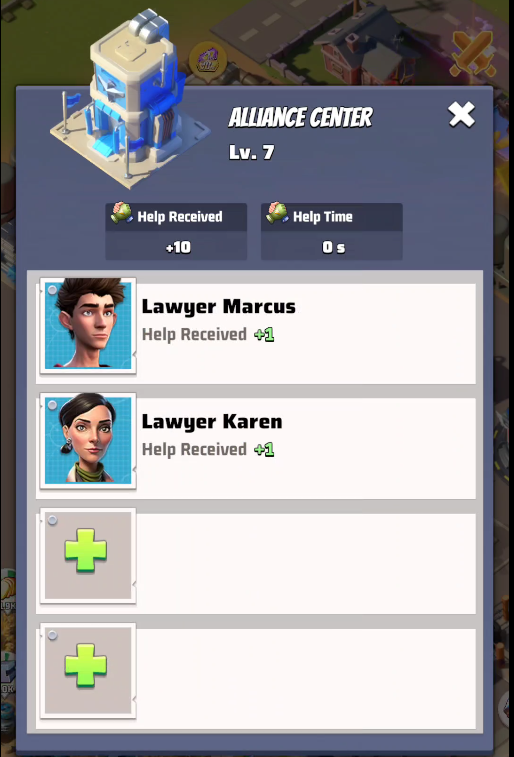 ALLIANCE CENTER
Lv. 7
Help Received
+10
Help Time
0 s
Lawyer Marcus
Help Received +1
Lawyer Karen
Help Received +1